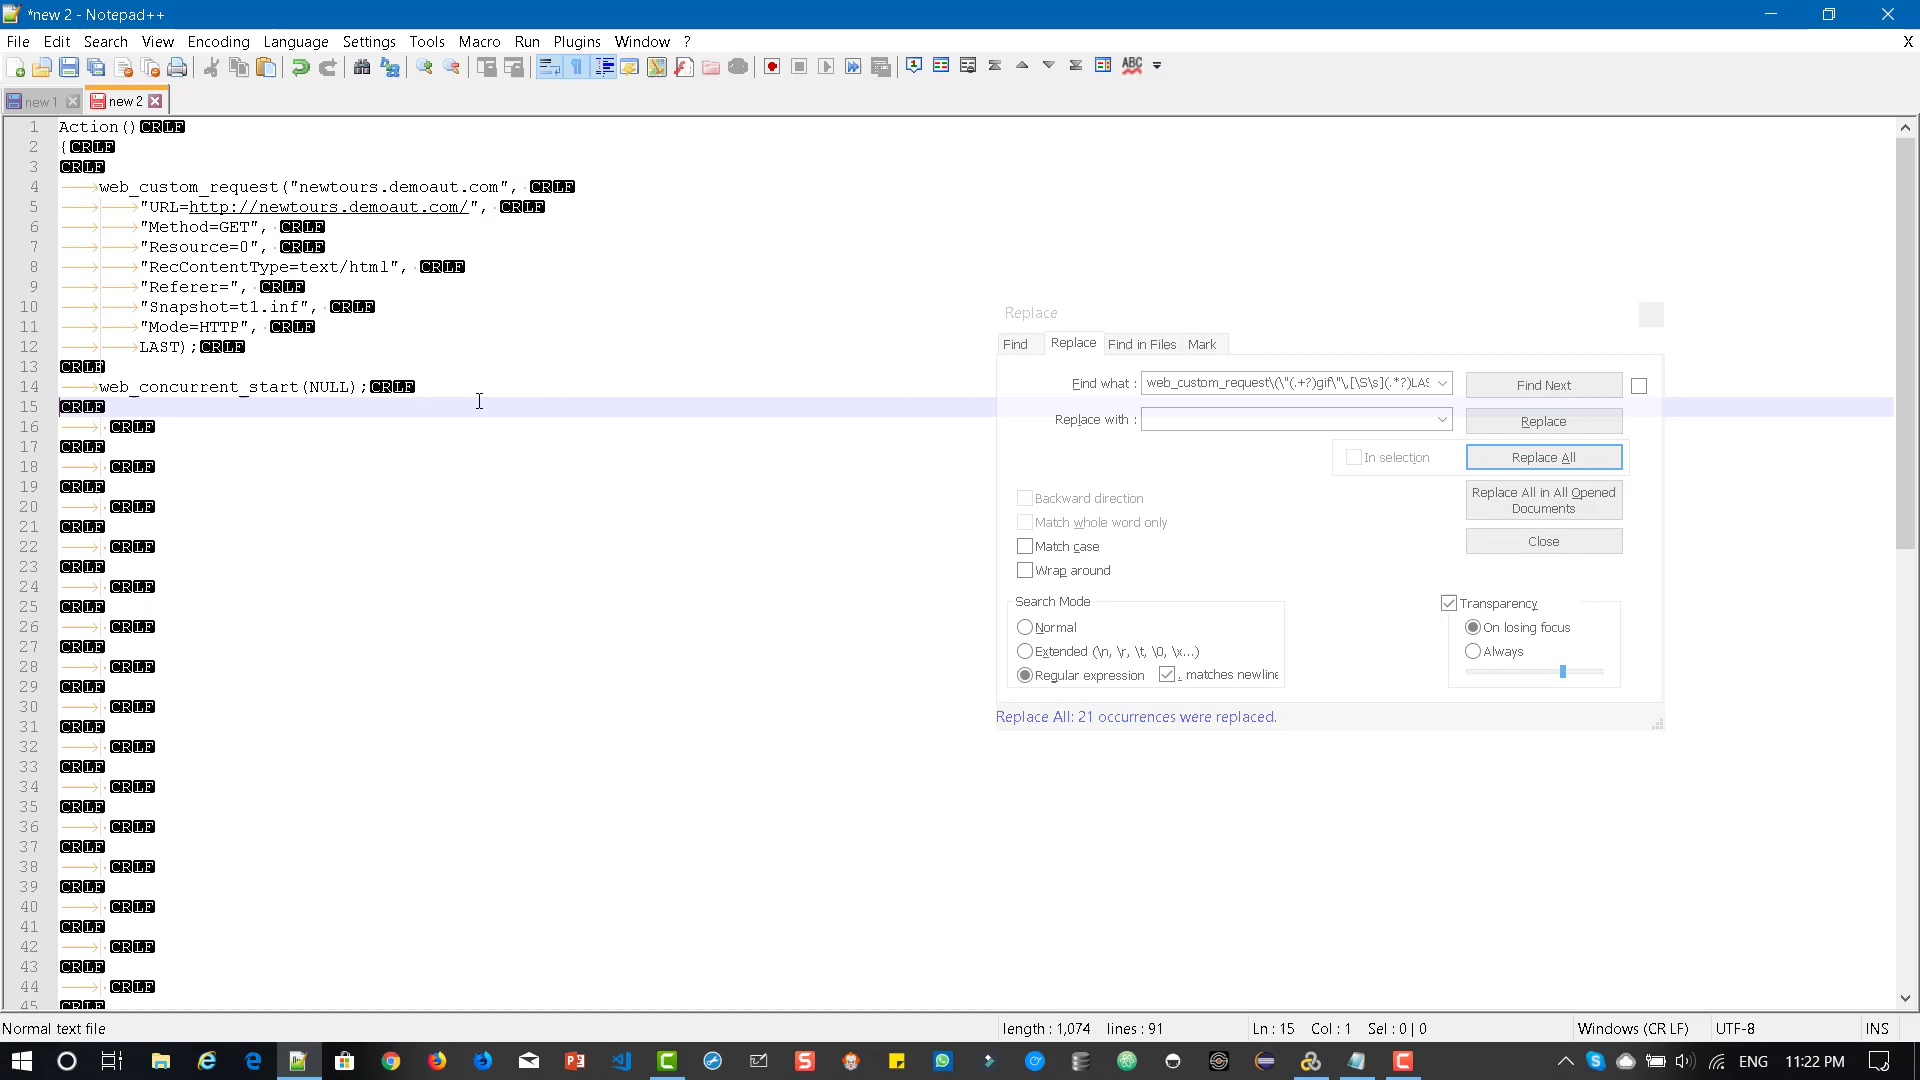 *new 2 - Notepad++
File Edit Search View Encoding Language Settings Tools Macro Run Plugins Window ? X
ABC
new 1 new 2
1 Action()CRLF
2 {CRLF
3 CRLF
4 web_custom_request("newtours.demoaut.com", CRLF
5 "URL=http://newtours.demoaut.com/", CRLF
6 "Method=GET", CRLF
7 "Resource=0", CRLF
8 "RecContentType=text/html", CRLF
9 "Referer=", CRLF
10 "Snapshot=t1.inf", CRLF
11 "Mode=HTTP", CRLF
12 LAST);CRLF
13 CRLF
14 web_concurrent_start(NULL);CRLF
15 CRLF
16 CRLF
17 CRLF
18 CRLF
19 CRLF
20 CRLF
21 CRLF
22 CRLF
23 CRLF
24 CRLF
25 CRLF
26 CRLF
27 CRLF
28 CRLF
29 CRLF
30 CRLF
31 CRLF
32 CRLF
33 CRLF
34 CRLF
35 CRLF
36 CRLF
37 CRLF
38 CRLF
39 CRLF
40 CRLF
41 CRLF
42 CRLF
43 CRLF
44 CRLF
45 CRLF
Replace
Find Replace Find in Files Mark
Find what : web_custom_request\(\"(.+?)gif\"\,[\S\s](.*?)LAS Find Next
Replace with : Replace
In selection Replace All
Replace All in All Opened Documents
Backward direction
Match whole word only
Match case Close
Wrap around
Search Mode Transparency
Normal On losing focus
Extended (\n, \r, \t, \0, \x...) Always
Regular expression . matches newline
Replace All: 21 occurrences were replaced.
Normal text file length : 1,074 lines : 91 Ln : 15 Col : 1 Sel : 0 | 0 Windows (CR LF) UTF-8 INS
ENG 11:22 PM